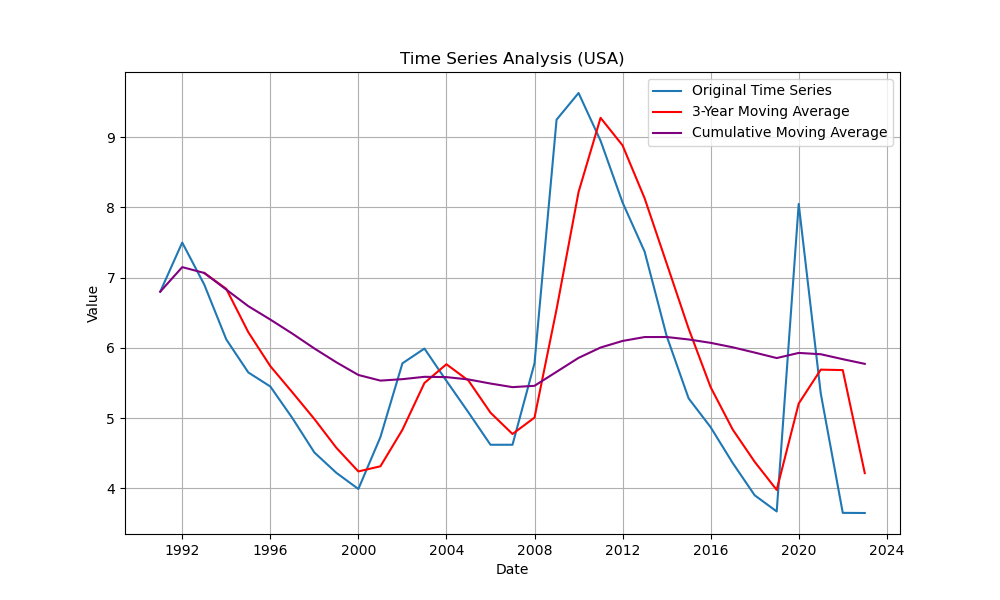 Time Series Analysis (USA)
Original Time Series
3-Year Moving Average
Cumulative Moving Average
Value
9
8
7
6
5
4
1992 1996 2000 2004 2008 2012 2016 2020 2024
Date